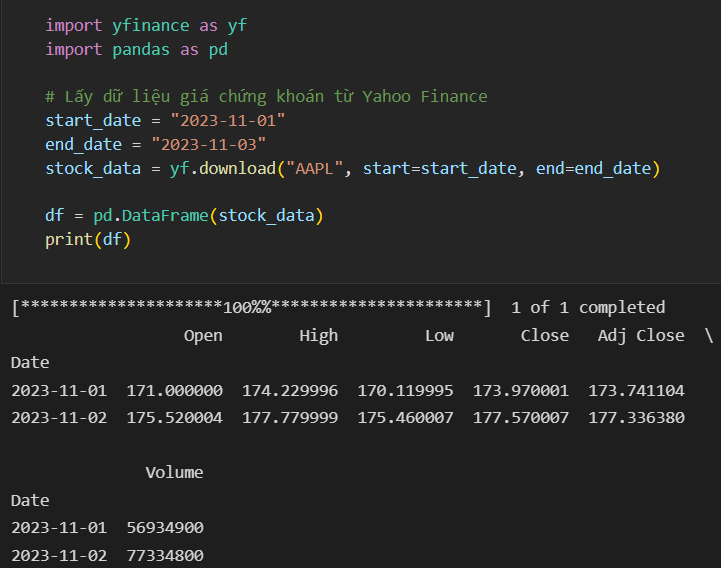 import yfinance as yf
import pandas as pd
# Lấy dữ liệu giá chứng khoán từ Yahoo Finance
start_date = "2023-11-01"
end_date = "2023-11-03"
stock_data = yf.download("AAPL", start=start_date, end=end_date)
df = pd.DataFrame(stock_data)
print(df)
[*********************100%%**********************]  1 of 1 completed
Open        High         Low       Close   Adj Close  \
Date
2023-11-01  171.000000  174.229996  170.119995  173.970001  173.741104
2023-11-02  175.520004  177.779999  175.460007  177.570007  177.336380
Volume
Date
2023-11-01  56934900
2023-11-02  77334800